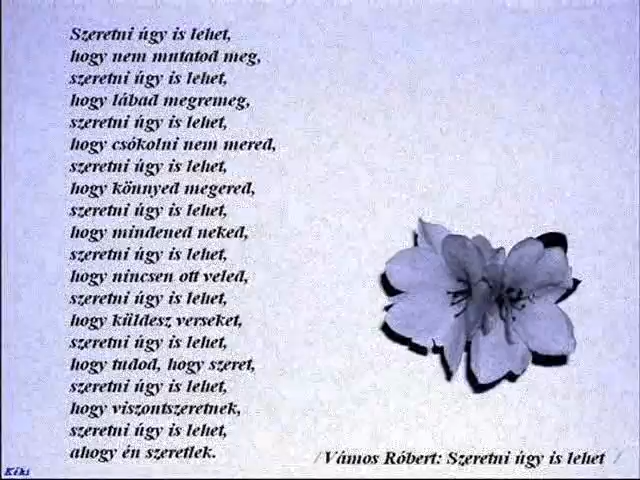 Szeretni úgy is lehet,
hogy nem mutatod meg,
szeretni úgy is lehet,
hogy lábad megremeg,
szeretni úgy is lehet,
hogy csókolni nem mered,
szeretni úgy is lehet,
hogy könnyed megered,
szeretni úgy is lehet,
hogy mindened neked,
szeretni úgy is lehet,
hogy nincsen ott veled,
szeretni úgy is lehet,
hogy küldesz verseket,
szeretni úgy is lehet,
hogy tudod, hogy szeret,
szeretni úgy is lehet,
hogy viszontszeretnek,
szeretni úgy is lehet,
ahogy én szeretlek.
/ Vámos Róbert: Szeretni úgy is lehet /
Kéki